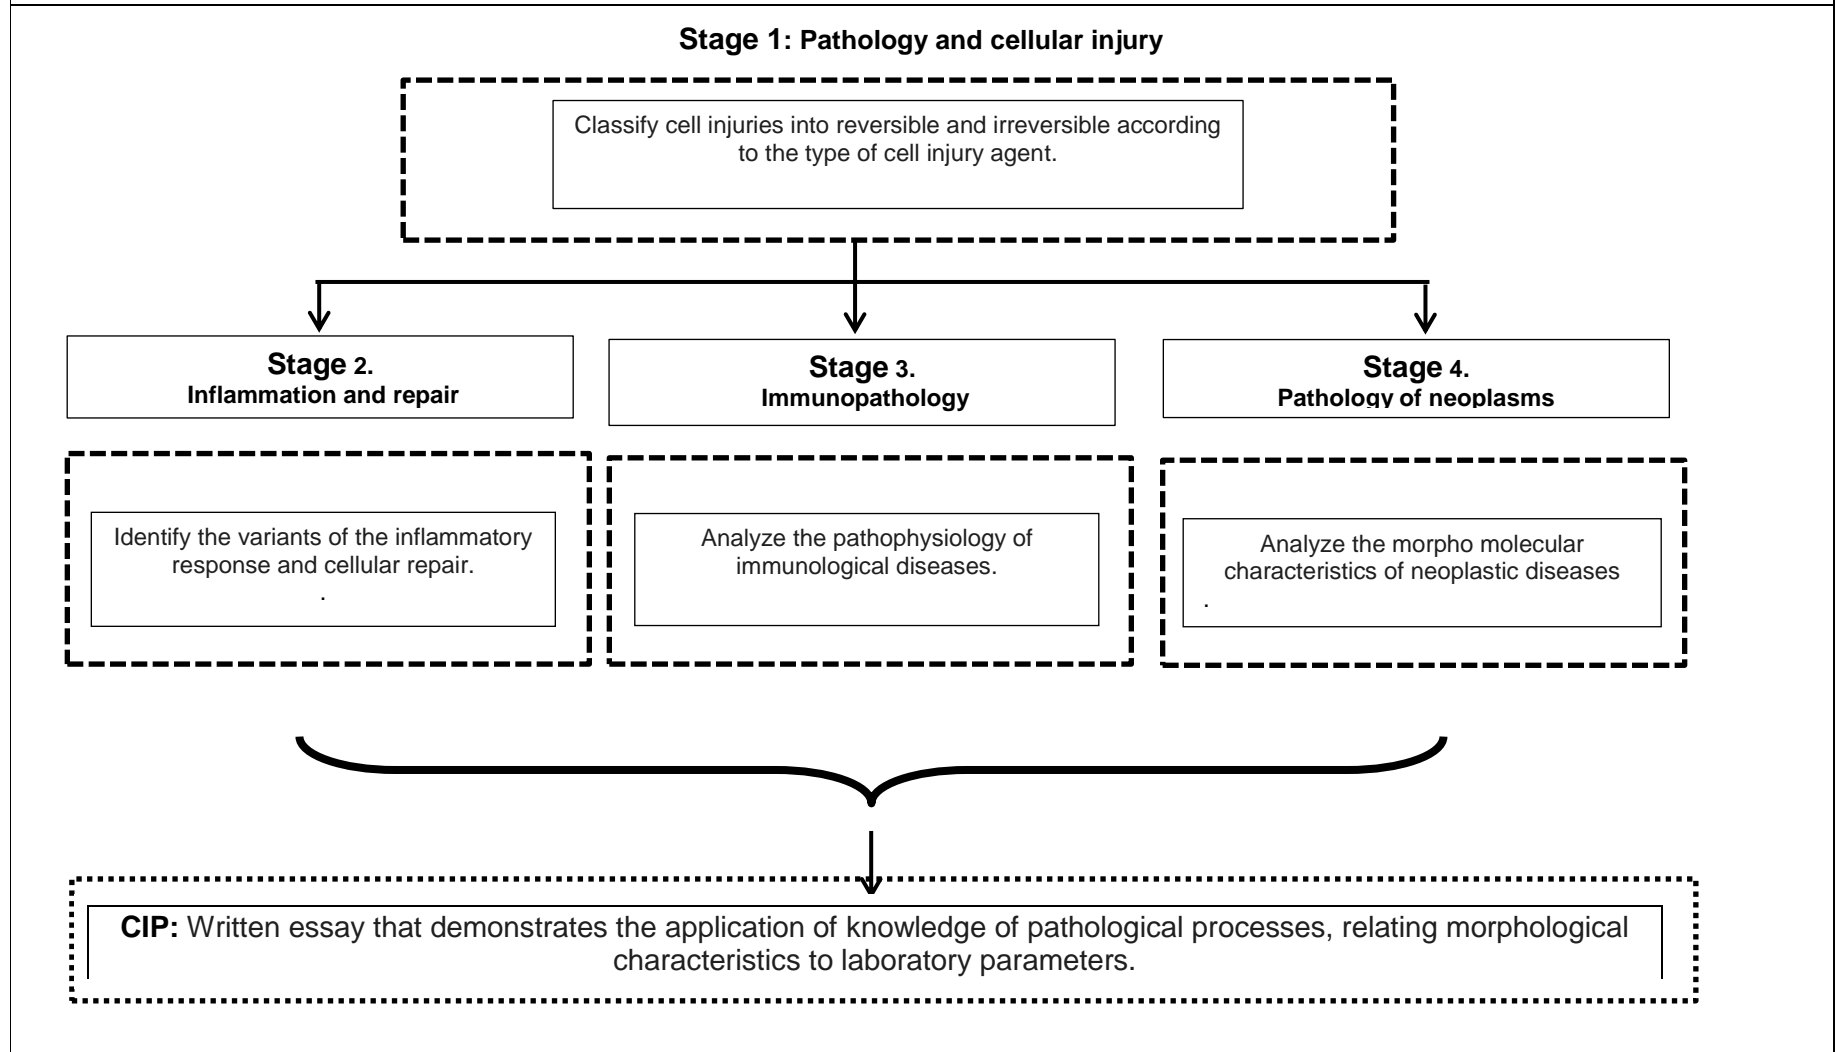 Stage 1: Pathology and cellular injury
Classify cell injuries into reversible and irreversible according
to the type of cell injury agent.
Stage 2.
Inflammation and repair
Stage 3.
Immunopathology
Stage 4.
Pathology of neoplasms
Identify the variants of the inflammatory
response and cellular repair.
.
Analyze the pathophysiology of
immunological diseases.
Analyze the morpho molecular
characteristics of neoplastic diseases
.
CIP: Written essay that demonstrates the application of knowledge of pathological processes, relating morphological
characteristics to laboratory parameters.